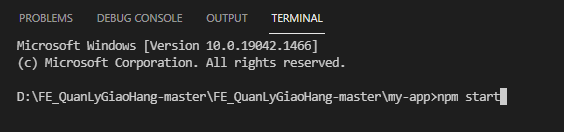 PROBLEMS DEBUG CONSOLE OUTPUT TERMINAL
Microsoft Windows [Version 10.0.19042.1466]
(c) Microsoft Corporation. All rights reserved.
D:\FE_QuanLyGiaoHang-master\FE_QuanLyGiaoHang-master\my-app>npm start